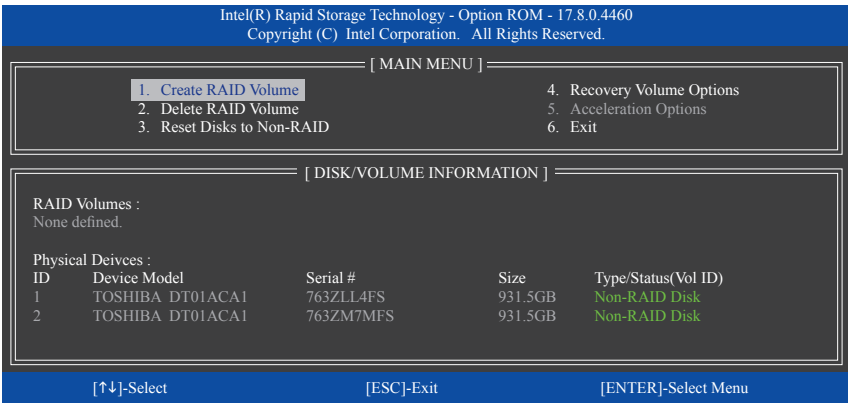 Intel(R) Rapid Storage Technology - Option ROM - 17.8.0.4460
Copyright (C) Intel Corporation. All Rights Reserved.
[ MAIN MENU ]
1. Create RAID Volume
2. Delete RAID Volume
3. Reset Disks to Non-RAID
4. Recovery Volume Options
5. Acceleration Options
6. Exit
[ DISK/VOLUME INFORMATION ]
RAID Volumes :
None defined.
Physical Deivces :
ID Device Model Serial # Size Type/Status(Vol ID)
1 TOSHIBA DT01ACA1 763ZLL4FS 931.5GB Non-RAID Disk
2 TOSHIBA DT01ACA1 763ZM7MFS 931.5GB Non-RAID Disk
[↑↓]-Select [ESC]-Exit [ENTER]-Select Menu